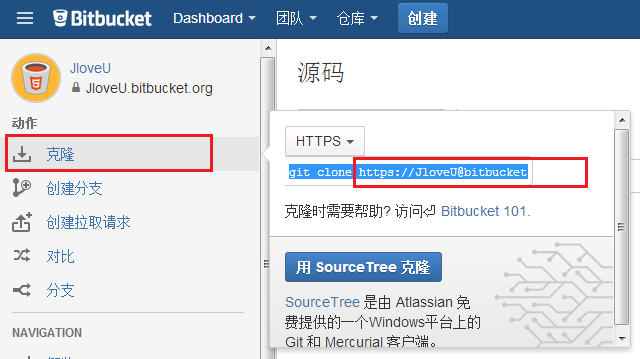 Bitbucket Dashboard 团队 仓库 创建
JloveU
JloveU.bitbucket.org
动作
克隆
创建分支
创建拉取请求
对比
分支
NAVIGATION
源码
HTTPS
git clone https://JloveU@bitbucket
克隆时需要帮助? 访问 Bitbucket 101.
用 SourceTree 克隆
SourceTree 是由 Atlassian 免
费提供的一个Windows平台上的
Git 和 Mercurial 客户端。